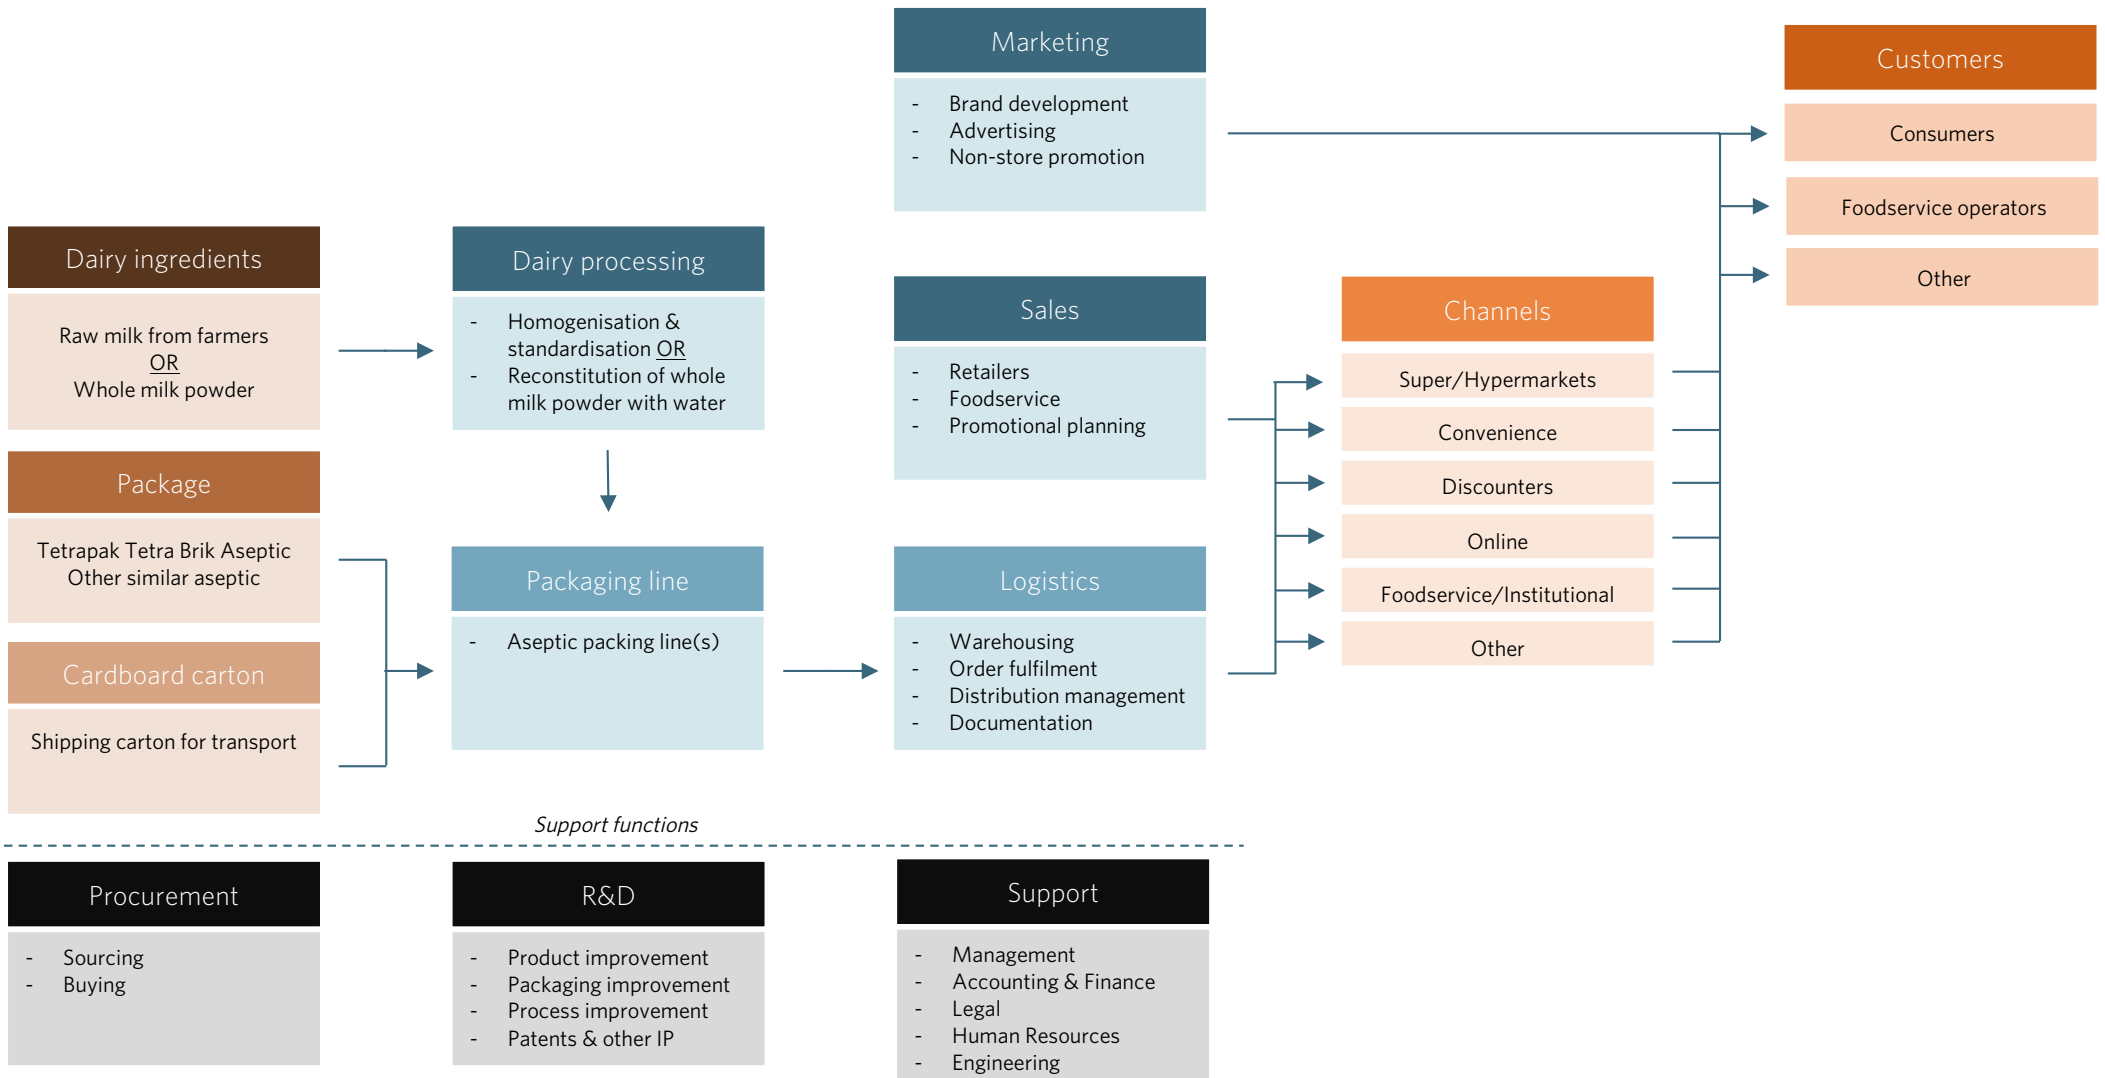 Marketing
- Brand development
- Advertising
- Non-store promotion
Customers
Consumers
Foodservice operators
Other
Dairy ingredients
Raw milk from farmers
OR
Whole milk powder
Dairy processing
- Homogenisation &
standardisation OR
- Reconstitution of whole
milk powder with water
Sales
- Retailers
- Foodservice
- Promotional planning
Channels
Super/Hypermarkets
Convenience
Discounters
Online
Foodservice/Institutional
Other
Package
Tetrapak Tetra Brik Aseptic
Other similar aseptic
Packaging line
- Aseptic packing line(s)
Logistics
- Warehousing
- Order fulfilment
- Distribution management
- Documentation
Cardboard carton
Shipping carton for transport
Support functions
Procurement
- Sourcing
- Buying
R&D
- Product improvement
- Packaging improvement
- Process improvement
- Patents & other IP
Support
- Management
- Accounting & Finance
- Legal
- Human Resources
- Engineering